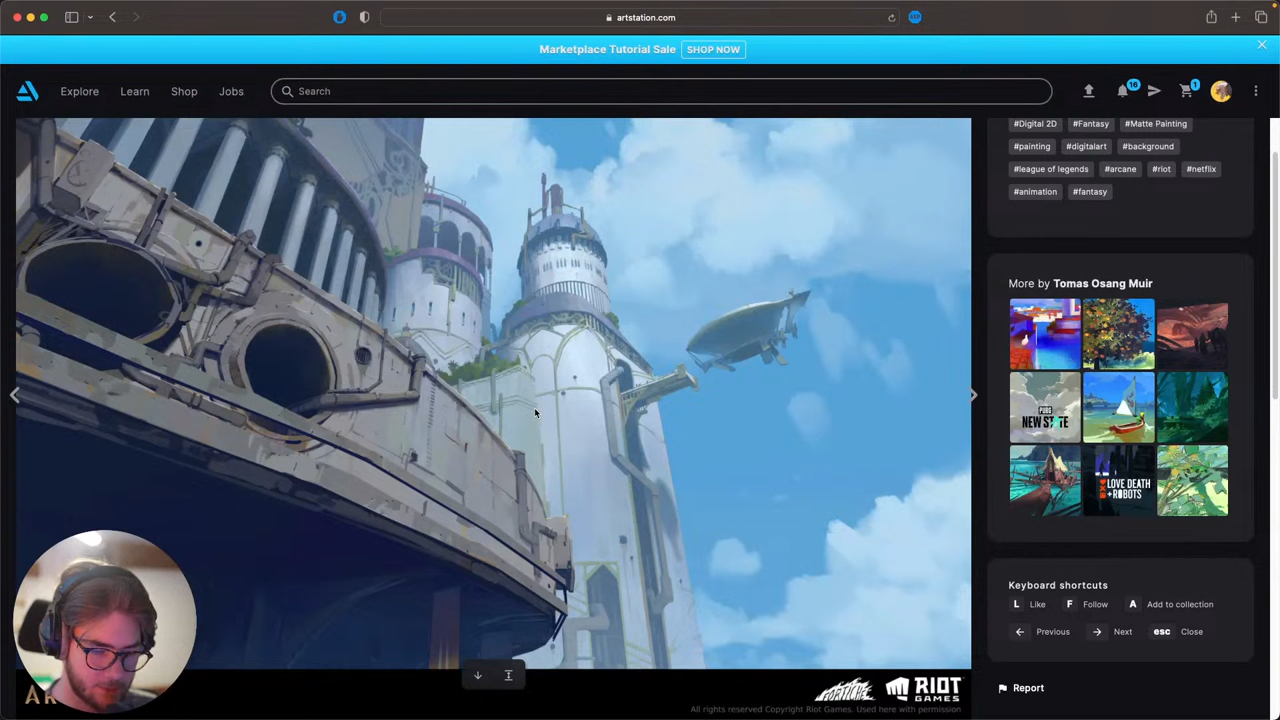 artstation.com
Marketplace Tutorial Sale SHOP NOW
Explore Learn Shop Jobs Search 16 1
#Digital 2D #Fantasy #Matte Painting
#painting #digitalart #background
#league of legends #arcane #riot #netflix
#animation #fantasy
More by Tomas Osang Muir
PUBG
NEW STATE
LOVE DEATH
+ROBOTS
Keyboard shortcuts
L Like F Follow A Add to collection
← Previous → Next esc Close
Report
FORTICHE RIOT
GAMES
All rights reserved Copyright Riot Games. Used here with permission